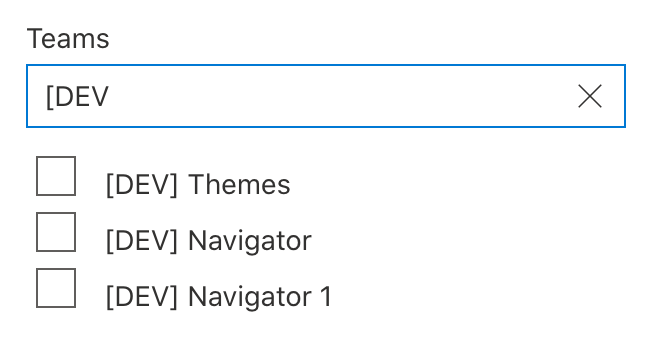 Teams
[DEV
[DEV] Themes
[DEV] Navigator
[DEV] Navigator 1